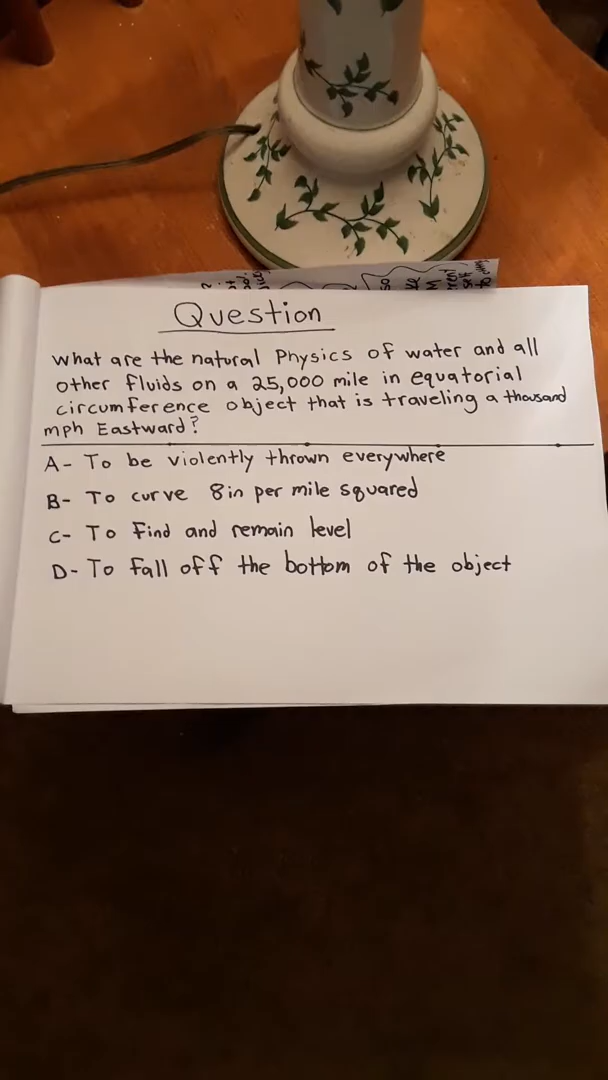 Question
What are the natural Physics of water and all
other fluids on a 25,000 mile in equatorial
circumference object that is traveling a thousand
mph Eastward?
A- To be violently thrown everywhere
B- To curve 8in per mile squared
C- To Find and remain level
D- To fall off the bottom of the object